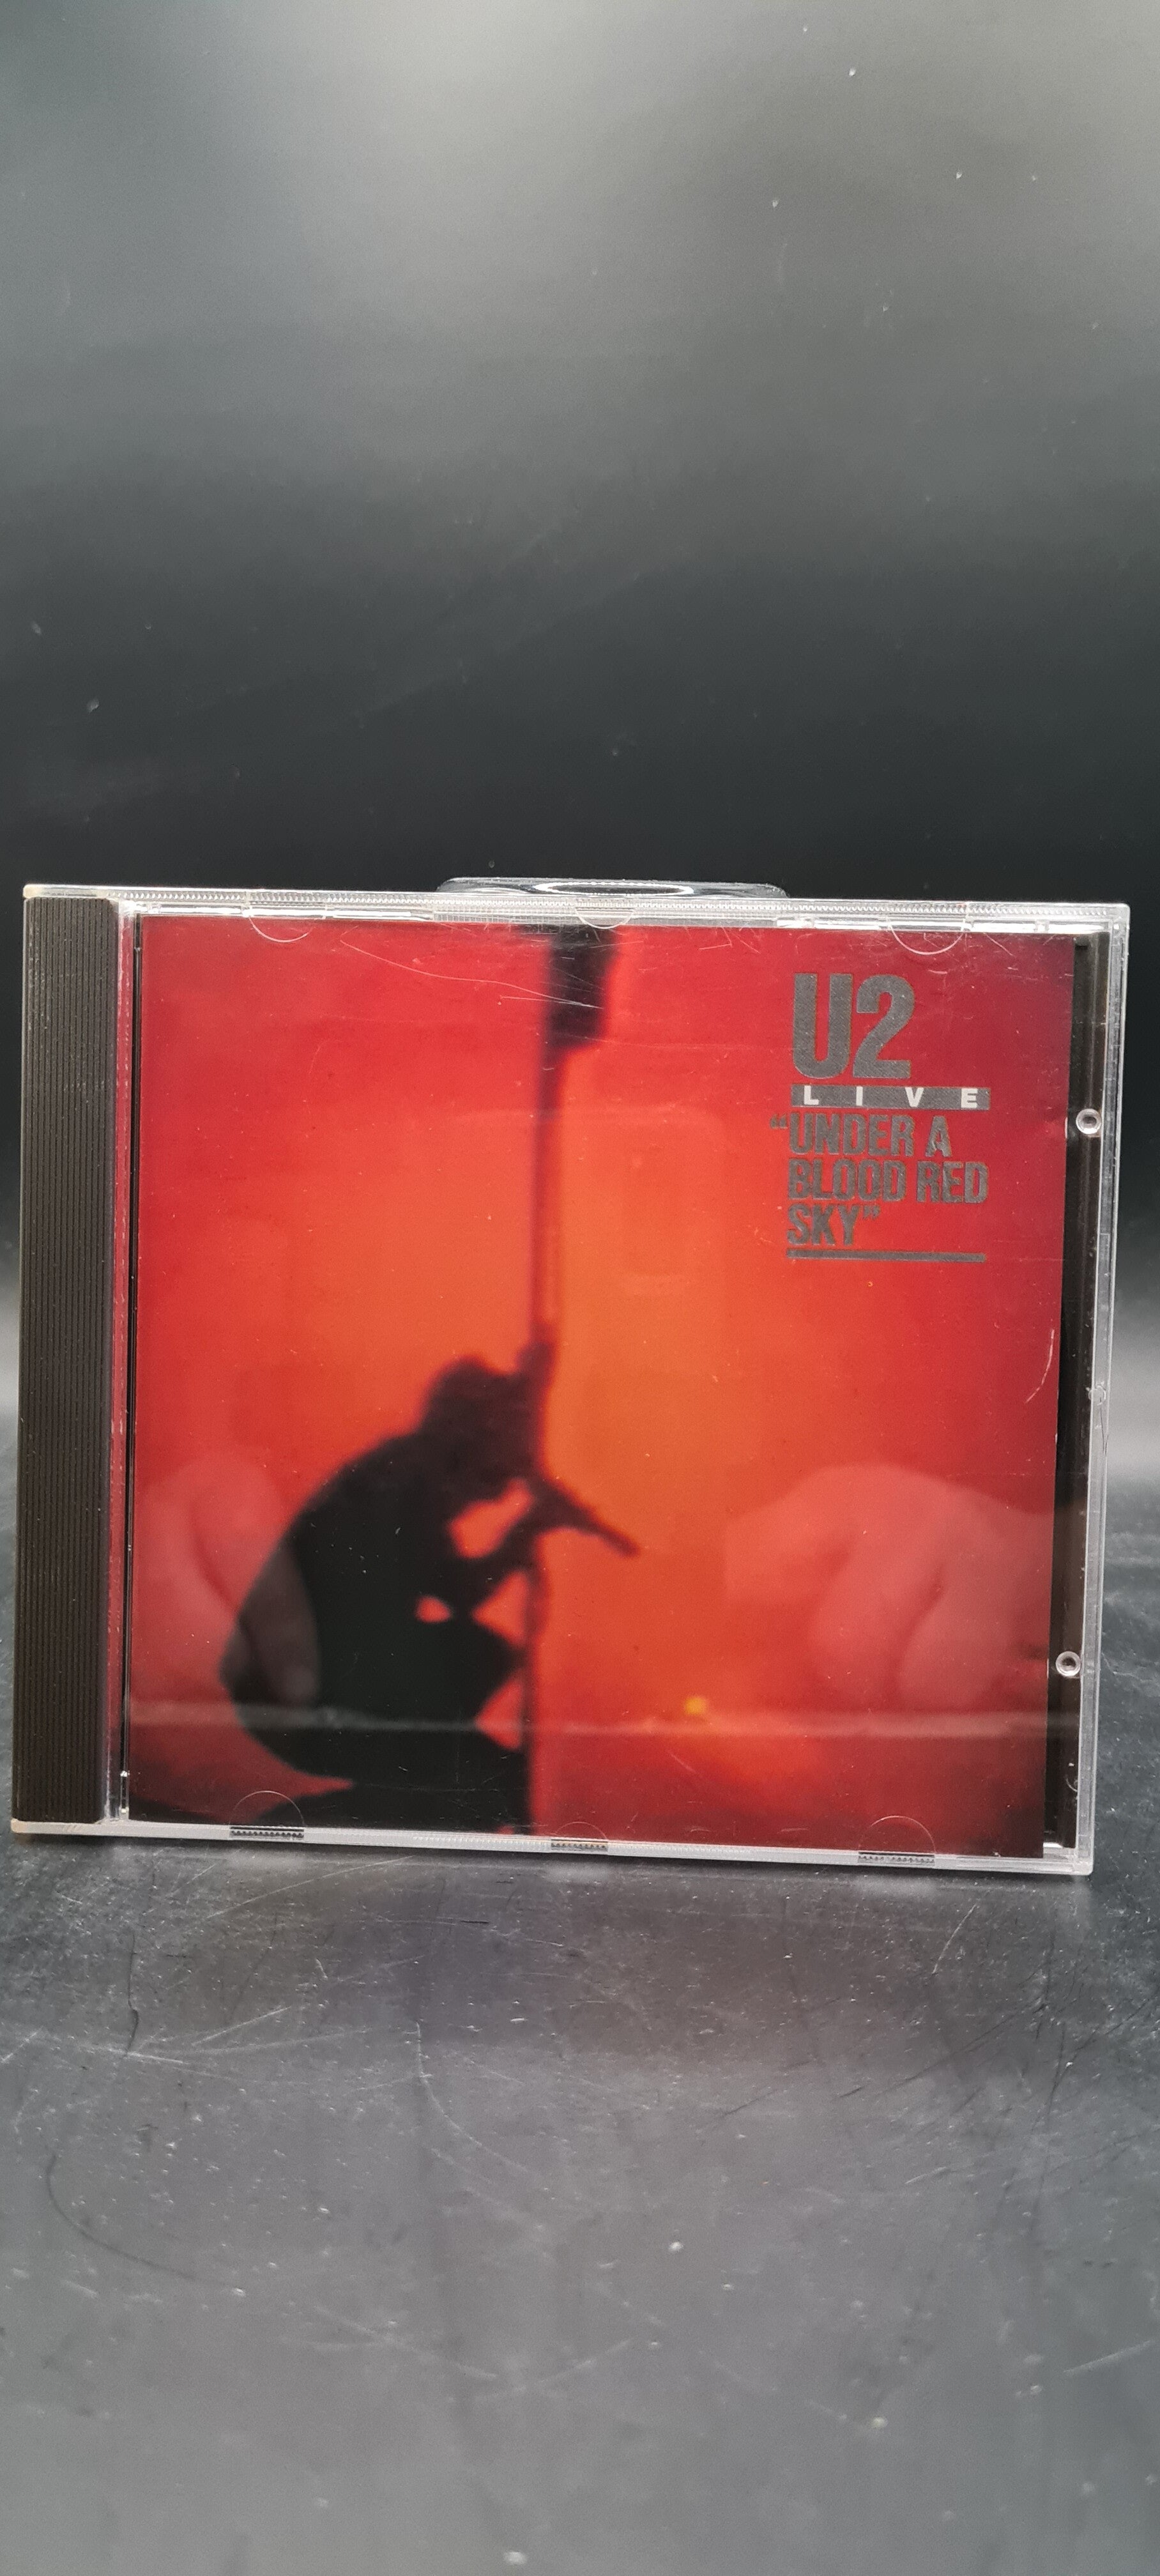 U2
LIVE
“UNDER A
BLOOD RED
SKY”